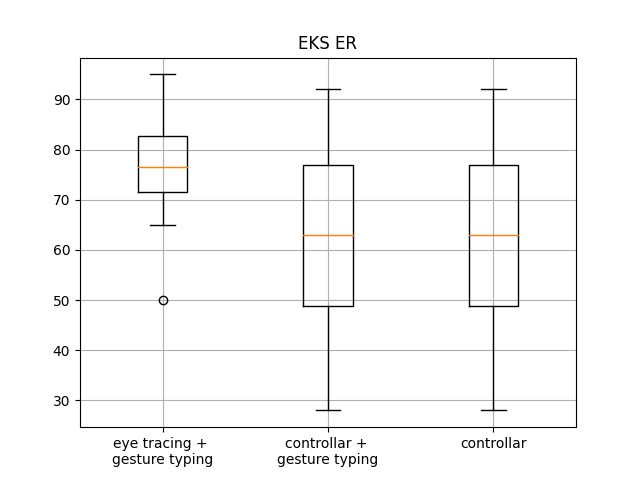 EKS ER
90
80
70
60
50
40
30
eye tracing +
gesture typing
controllar +
gesture typing
controllar